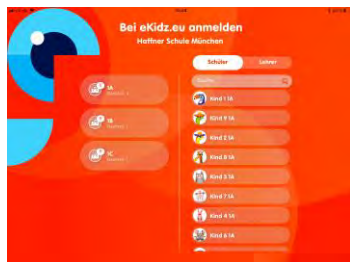 Bei eKidz.eu anmelden
Haffner Schule München
Schüler
Lehrer
1A
1B
1C
Kind 1 1A
Kind 9 1A
Kind 2 1A
Kind 8 1A
Kind 3 1A
Kind 7 1A
Kind 4 1A
Kind 6 1A